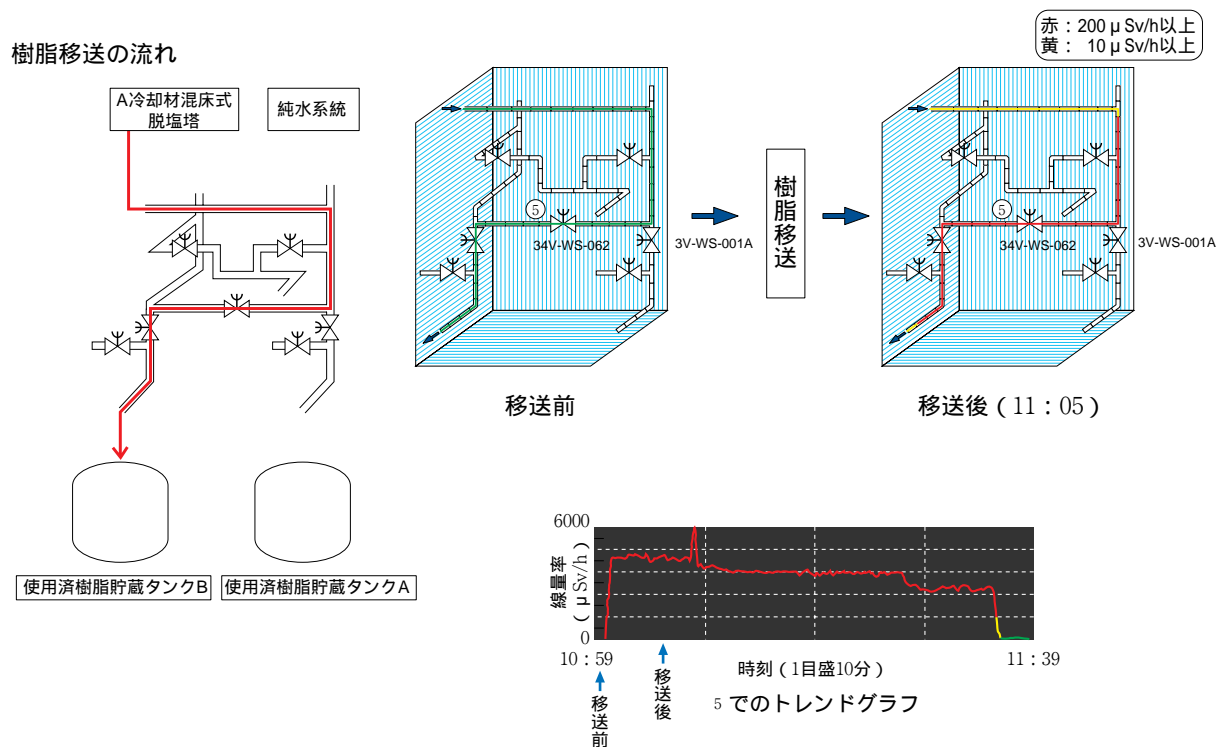 赤：200μSv/h以上
黄： 10μSv/h以上
樹脂移送の流れ
A冷却材混床式
脱塩塔
純水系統
5
34V-WS-062
3V-WS-001A
樹脂移送
5
34V-WS-062
3V-WS-001A
移送前
移送後（11：05）
使用済樹脂貯蔵タンクB
使用済樹脂貯蔵タンクA
6000
線量率
（μSv/h）
0
10：59
時刻（1目盛10分）
11：39
移送前
移送後
5 でのトレンドグラフ